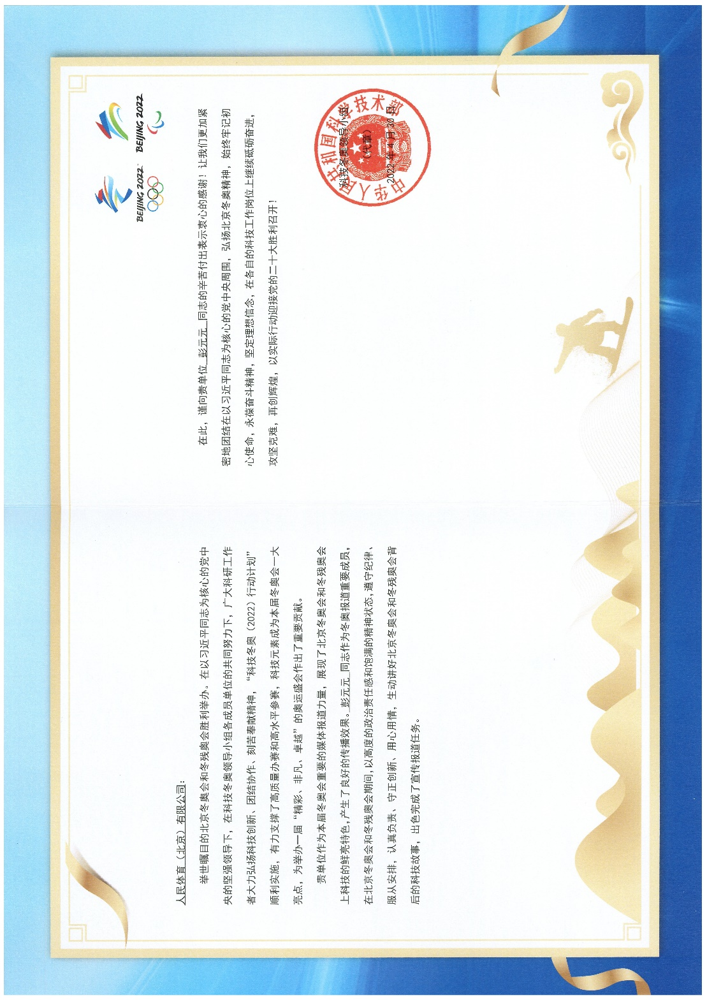 人民体育（北京）有限公司：
举世瞩目的北京冬奥会和冬残奥会胜利举办。在以习近平同志为核心的党中
央的坚强领导下，在科技冬奥领导小组各成员单位的共同努力下，广大科研工作
者大力弘扬科技创新、团结协作、刻苦奉献精神，“科技冬奥（2022）行动计划”
顺利实施，有力支撑了高质量办赛和高水平参赛，科技元素成为本届冬奥会一大
亮点，为举办一届“精彩、非凡、卓越”的奥运盛会作出了重要贡献。
贵单位作为本届冬奥会重要的媒体报道力量，展现了北京冬奥会和冬残奥会
上科技的鲜亮特色，产生了良好的传播效果。彭元元 同志作为冬奥报道重要成员，
在北京冬奥会和冬残奥会期间，以高度的政治责任感和饱满的精神状态，遵守纪律、
服从安排，认真负责、守正创新、用心用情，生动讲好北京冬奥会和冬残奥会背
后的科技故事，出色完成了宣传报道任务。
BEIJING 2022
BEIJING 2022
在此，谨向贵单位 彭元元 同志的辛苦付出表示衷心的感谢！让我们更加紧
密地团结在以习近平同志为核心的党中央周围，弘扬北京冬奥精神，始终牢记初
心使命，永葆奋斗精神，坚定理想信念，在各自的科技工作岗位上继续砥砺奋进，
攻坚克难，再创辉煌，以实际行动迎接党的二十大胜利召开！
中华人民共和国科学技术部
科技冬奥领导小组
（代章）
2022 年 4 月 30 日